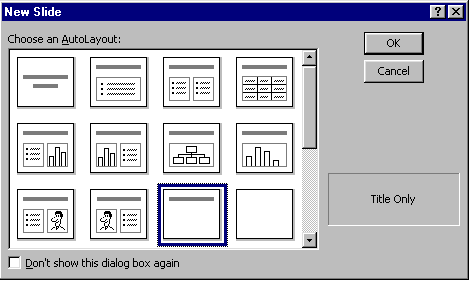 New Slide
Choose an AutoLayout:
OK
Cancel
Title Only
Don't show this dialog box again